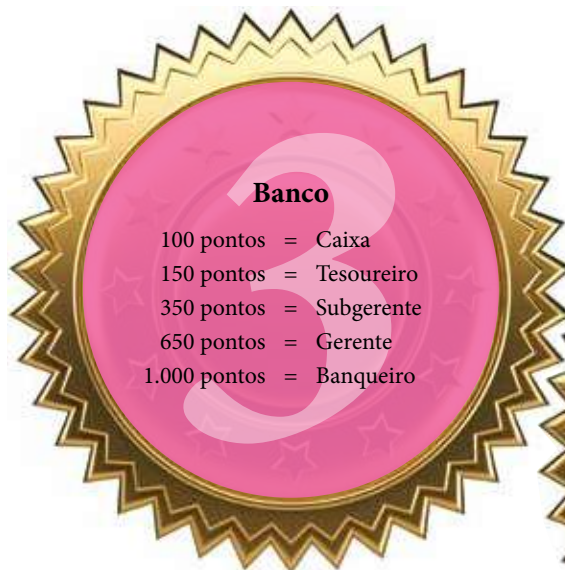 3
Banco
100 pontos = Caixa
150 pontos = Tesoureiro
350 pontos = Subgerente
650 pontos = Gerente
1.000 pontos = Banqueiro